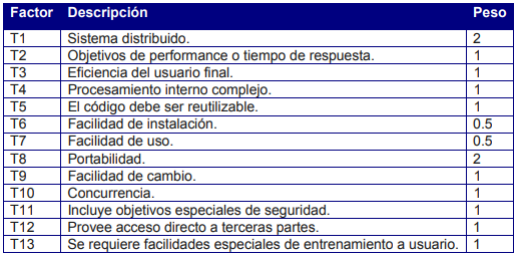 Factor Descripción Peso
T1 Sistema distribuido. 2
T2 Objetivos de performance o tiempo de respuesta. 1
T3 Eficiencia del usuario final. 1
T4 Procesamiento interno complejo. 1
T5 El código debe ser reutilizable. 1
T6 Facilidad de instalación. 0.5
T7 Facilidad de uso. 0.5
T8 Portabilidad. 2
T9 Facilidad de cambio. 1
T10 Concurrencia. 1
T11 Incluye objetivos especiales de seguridad. 1
T12 Provee acceso directo a terceras partes. 1
T13 Se requiere facilidades especiales de entrenamiento a usuario. 1